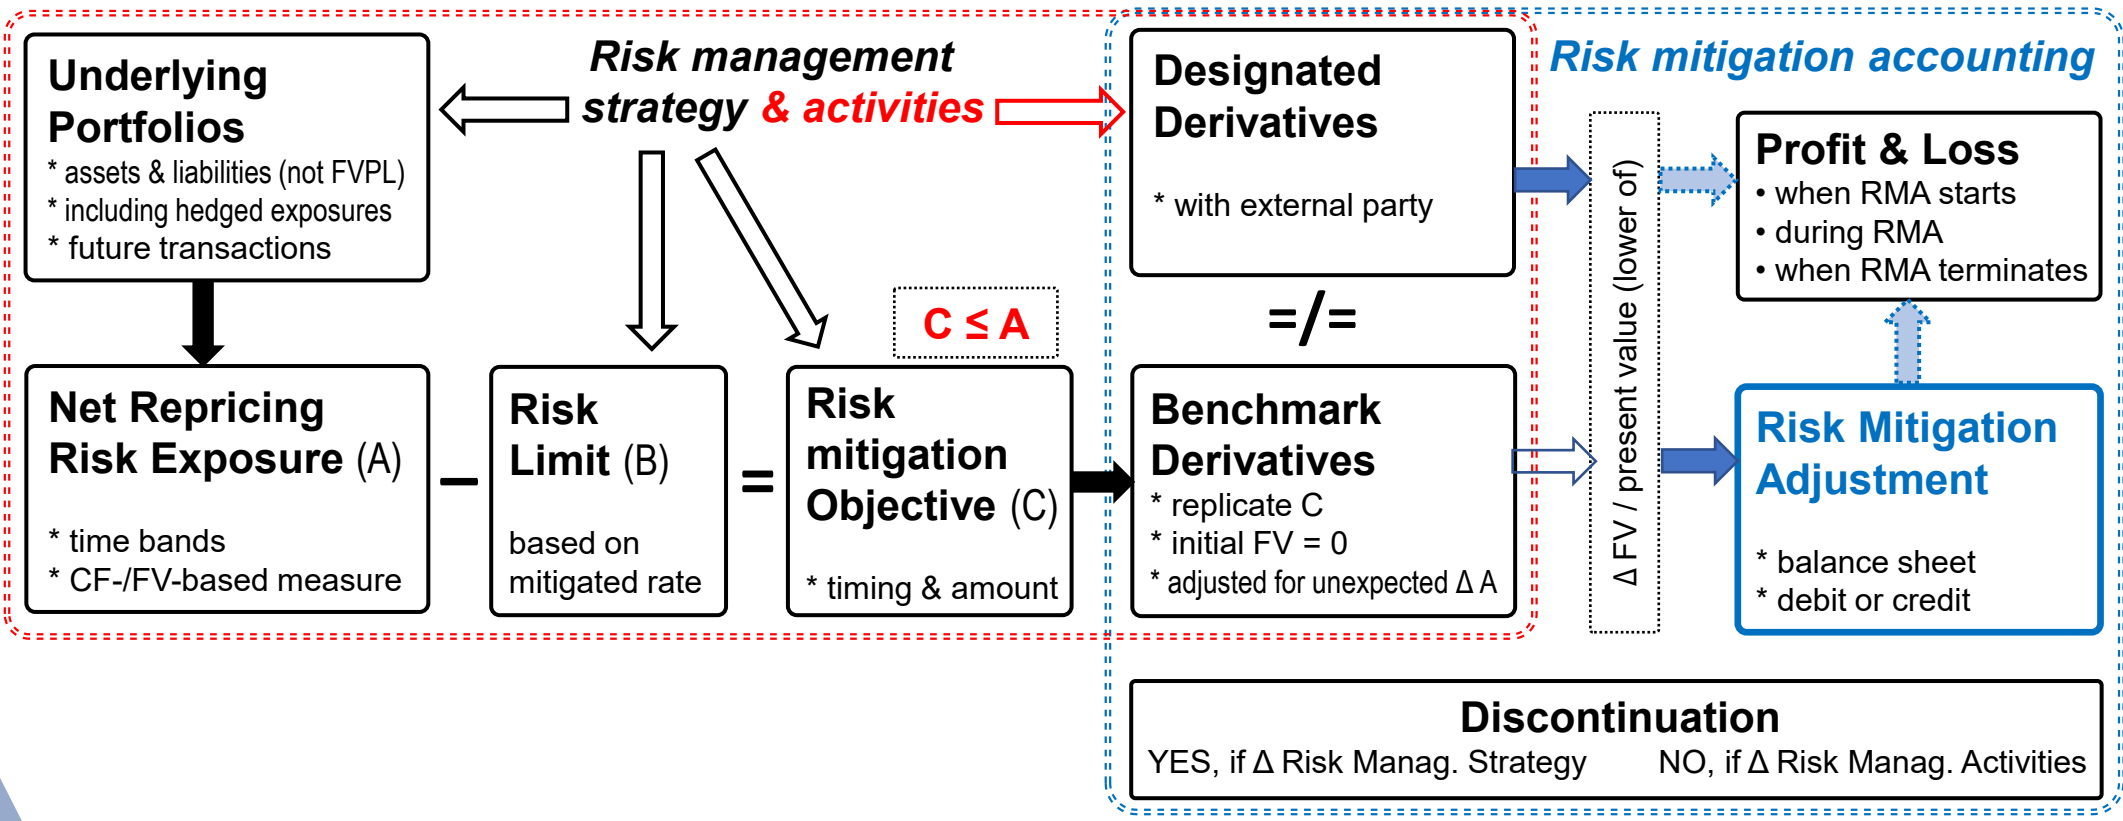 Underlying
Portfolios
* assets & liabilities (not FVPL)
* including hedged exposures
* future transactions
Risk management
strategy & activities
Designated
Derivatives
* with external party
Risk mitigation accounting
Profit & Loss
• when RMA starts
• during RMA
• when RMA terminates
Δ FV / present value (lower of)
C ≤ A
=/=
Net Repricing
Risk Exposure (A)
* time bands
* CF-/FV-based measure
–
Risk
Limit (B)
based on
mitigated rate
=
Risk
mitigation
Objective (C)
* timing & amount
Benchmark
Derivatives
* replicate C
* initial FV = 0
* adjusted for unexpected Δ A
Risk Mitigation
Adjustment
* balance sheet
* debit or credit
Discontinuation
YES, if Δ Risk Manag. Strategy NO, if Δ Risk Manag. Activities